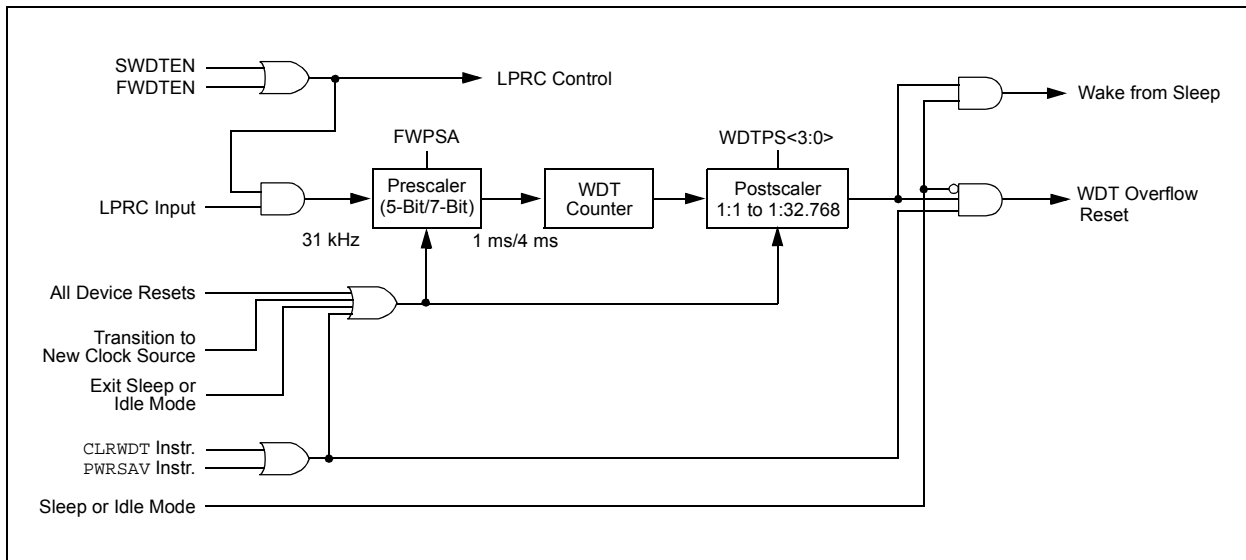 SWDTEN
FWDTEN
LPRC Control
Wake from Sleep
FWPSA
WDTPS<3:0>
LPRC Input
Prescaler
(5-Bit/7-Bit)
WDT
Counter
Postscaler
1:1 to 1:32.768
WDT Overflow
Reset
31 kHz
1 ms/4 ms
All Device Resets
Transition to
New Clock Source
Exit Sleep or
Idle Mode
CLRWDT Instr.
PWRSAV Instr.
Sleep or Idle Mode